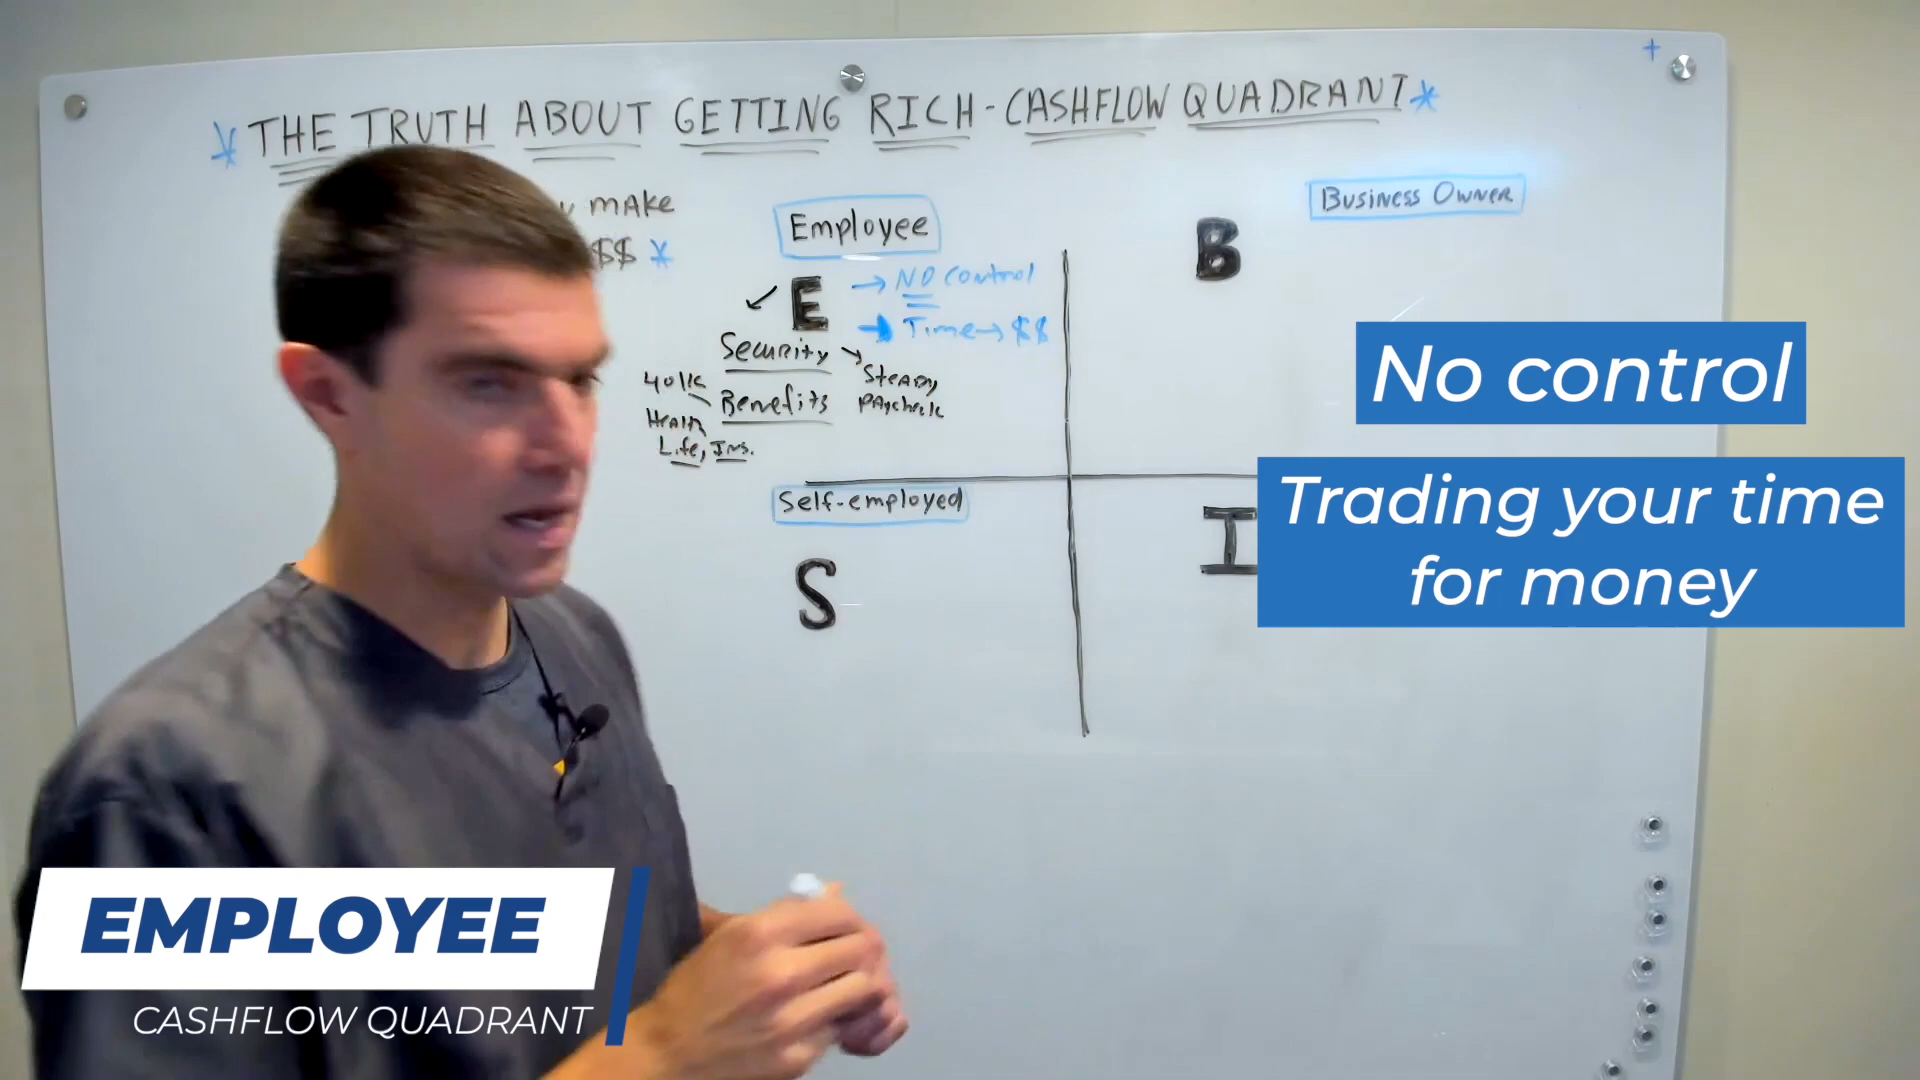 THE TRUTH ABOUT GETTING RICH - CASHFLOW QUADRANT
MAKE
$$
Employee
E
→ NO control
→ Time → $$
Security
Steady
Paycheck
401K
Benefits
Health
Life, Ins.
Self-employed
S
Business Owner
B
I
No control
Trading your time
for money
EMPLOYEE
CASHFLOW QUADRANT